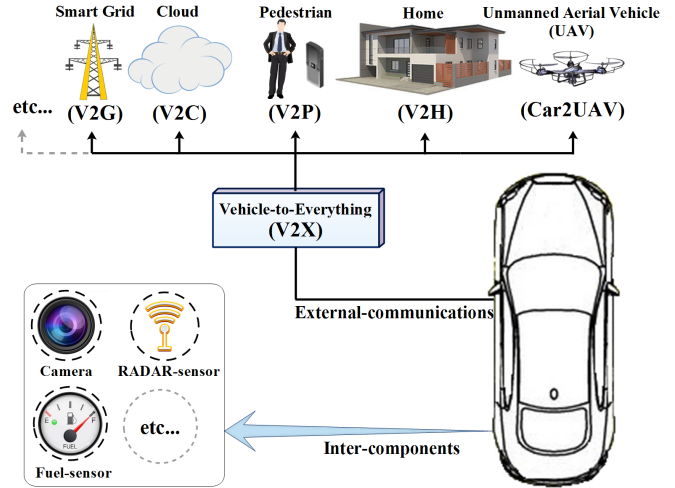 Smart Grid
Cloud
Pedestrian
Home
Unmanned Aerial Vehicle
(UAV)
etc...
(V2G)
(V2C)
(V2P)
(V2H)
(Car2UAV)
Vehicle-to-Everything
(V2X)
External-communications
Camera
RADAR-sensor
E
F
FUEL
etc...
Fuel-sensor
Inter-components